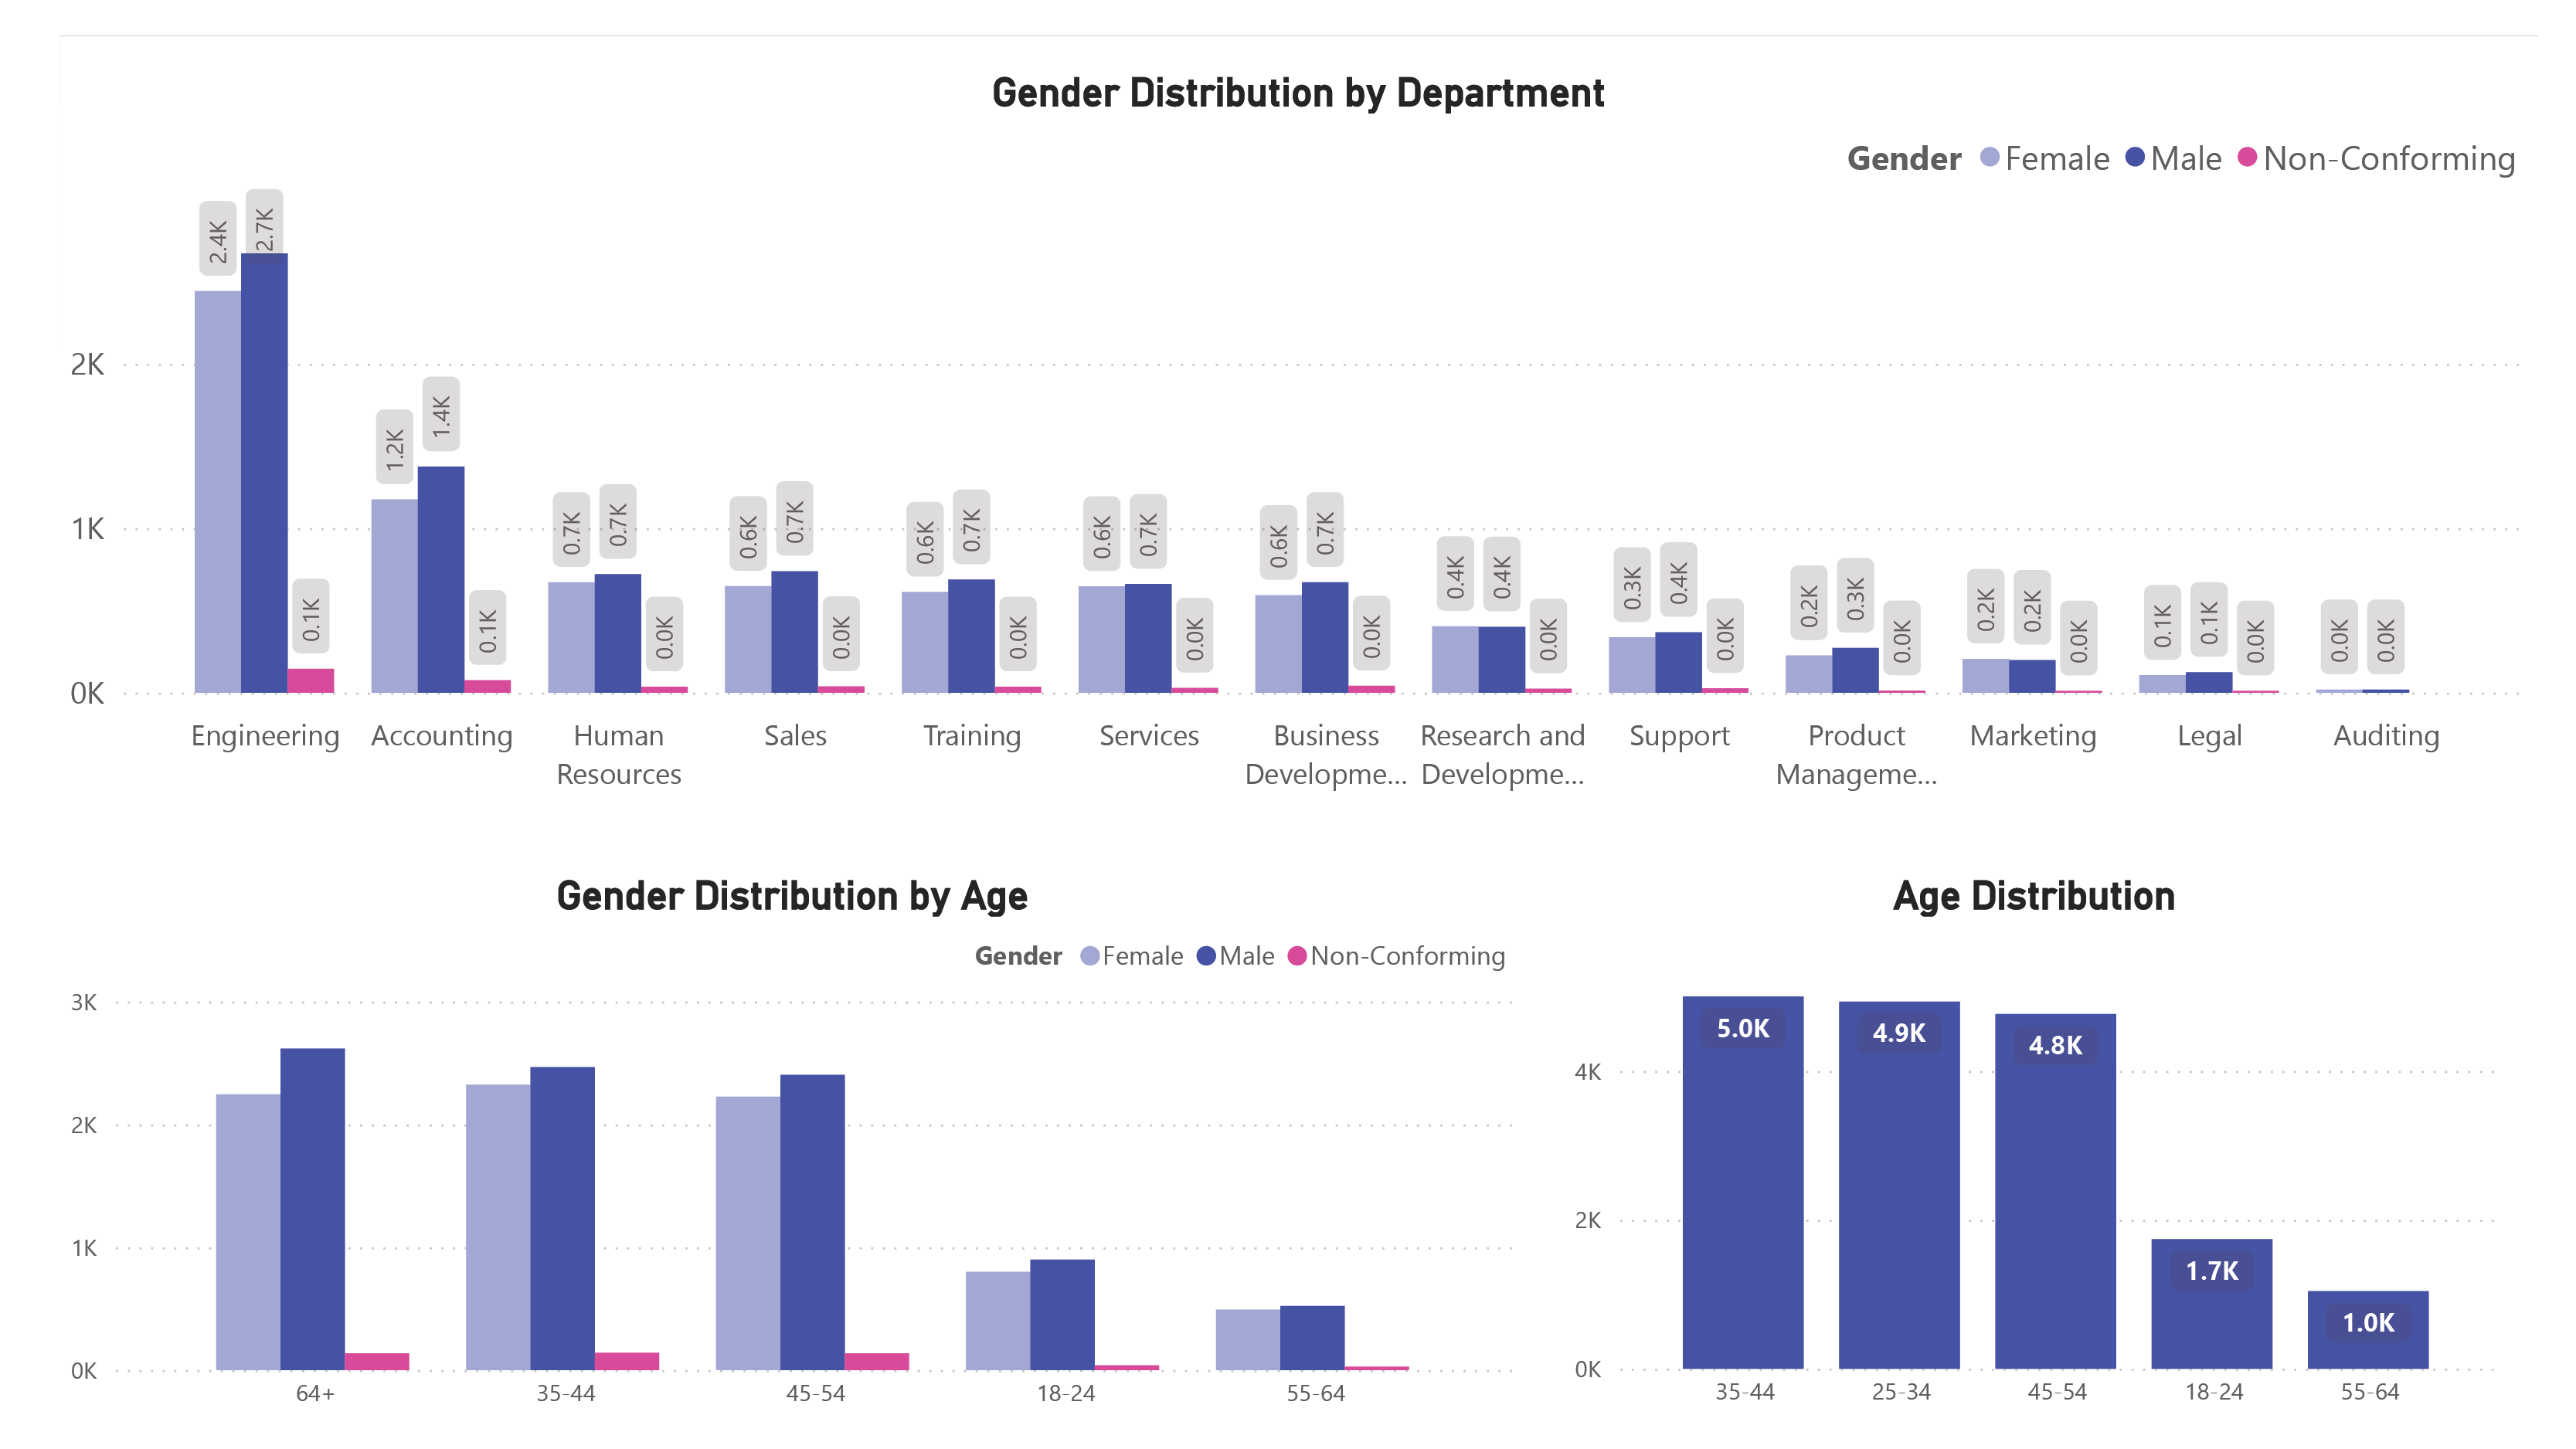 Gender Distribution by Department
Gender Female Male Non-Conforming
2K
1K
0K
2.4K 2.7K 0.1K
1.2K 1.4K 0.1K
0.7K 0.7K 0.0K
0.6K 0.7K 0.0K
0.6K 0.7K 0.0K
0.6K 0.7K 0.0K
0.6K 0.7K 0.0K
0.4K 0.4K 0.0K
0.3K 0.4K 0.0K
0.2K 0.3K 0.0K
0.2K 0.2K 0.0K
0.1K 0.1K 0.0K
0.0K 0.0K
Engineering
Accounting
Human
Resources
Sales
Training
Services
Business
Developme...
Research and
Developme...
Support
Product
Manageme...
Marketing
Legal
Auditing
Gender Distribution by Age
Gender Female Male Non-Conforming
3K
2K
1K
0K
64+ 35-44 45-54 18-24 55-64
Age Distribution
4K
2K
0K
5.0K 4.9K 4.8K 1.7K 1.0K
35-44 25-34 45-54 18-24 55-64